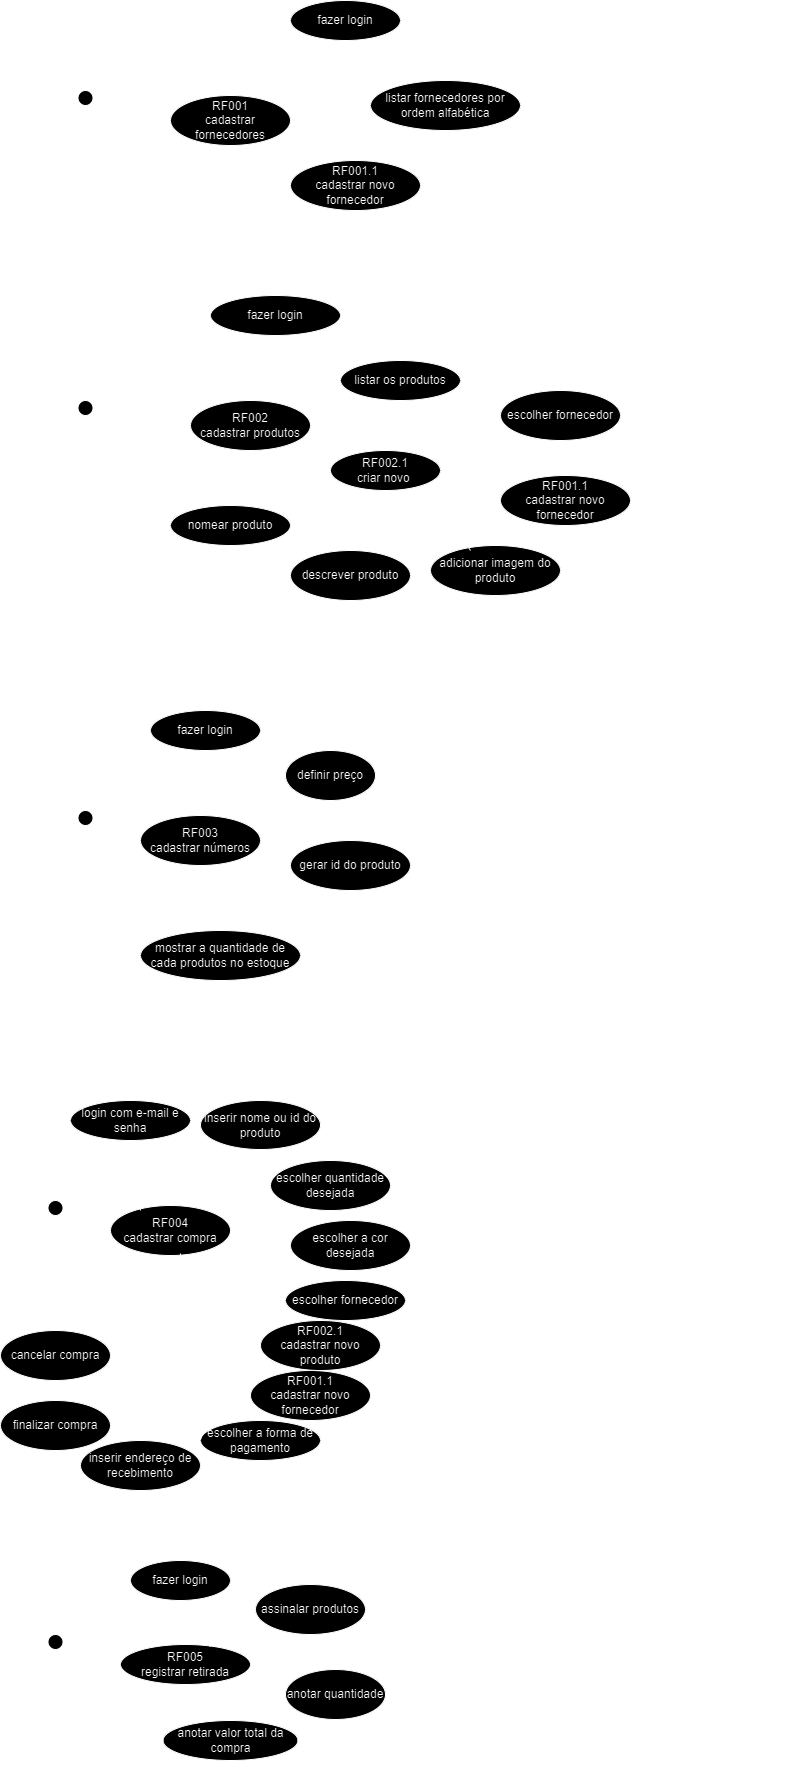 fazer login
listar fornecedores por
ordem alfabética
RF001
cadastrar
fornecedores
RF001.1
cadastrar novo
fornecedor
fazer login
listar os produtos
escolher fornecedor
RF002
cadastrar produtos
RF002.1
criar novo
RF001.1
cadastrar novo
fornecedor
nomear produto
descrever produto
adicionar imagem do
produto
fazer login
definir preço
RF003
cadastrar números
gerar id do produto
mostrar a quantidade de
cada produtos no estoque
login com e-mail e
senha
inserir nome ou id do
produto
escolher quantidade
desejada
RF004
cadastrar compra
escolher a cor
desejada
escolher fornecedor
RF002.1
cadastrar novo
produto
cancelar compra
RF001.1
cadastrar novo
fornecedor
finalizar compra
escolher a forma de
pagamento
inserir endereço de
recebimento
fazer login
assinalar produtos
RF005
registrar retirada
anotar quantidade
anotar valor total da
compra